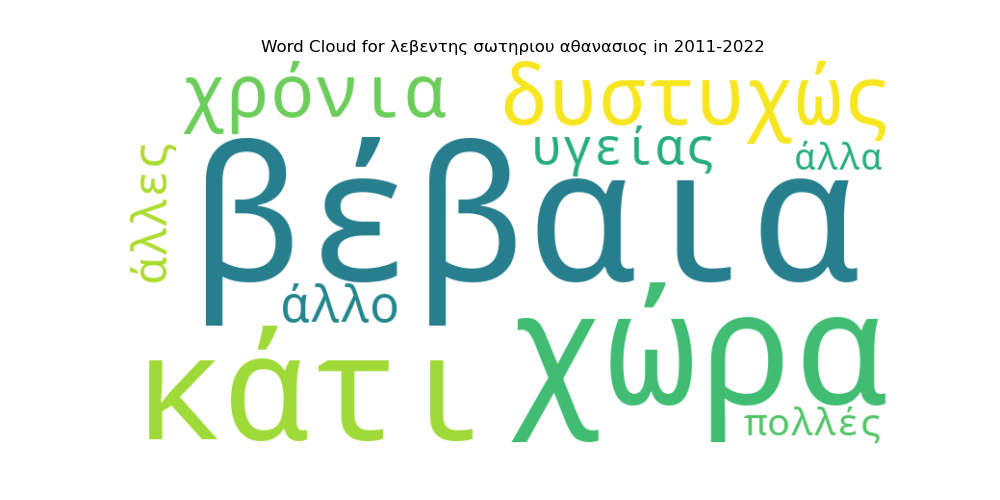 Word Cloud for λεβεντης σωτηριου αθανασιος in 2011-2022
χρόνια
δυστυχώς
υγείας
άλλα
άλλες
βέβαια
άλλο
κάτι
χώρα
πολλές